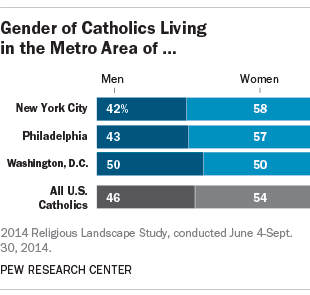 Gender of Catholics Living
in the Metro Area of ...
Men Women
New York City 42% 58
Philadelphia 43 57
Washington, D.C. 50 50
All U.S. 46 54
Catholics
2014 Religious Landscape Study, conducted June 4-Sept.
30, 2014.
PEW RESEARCH CENTER